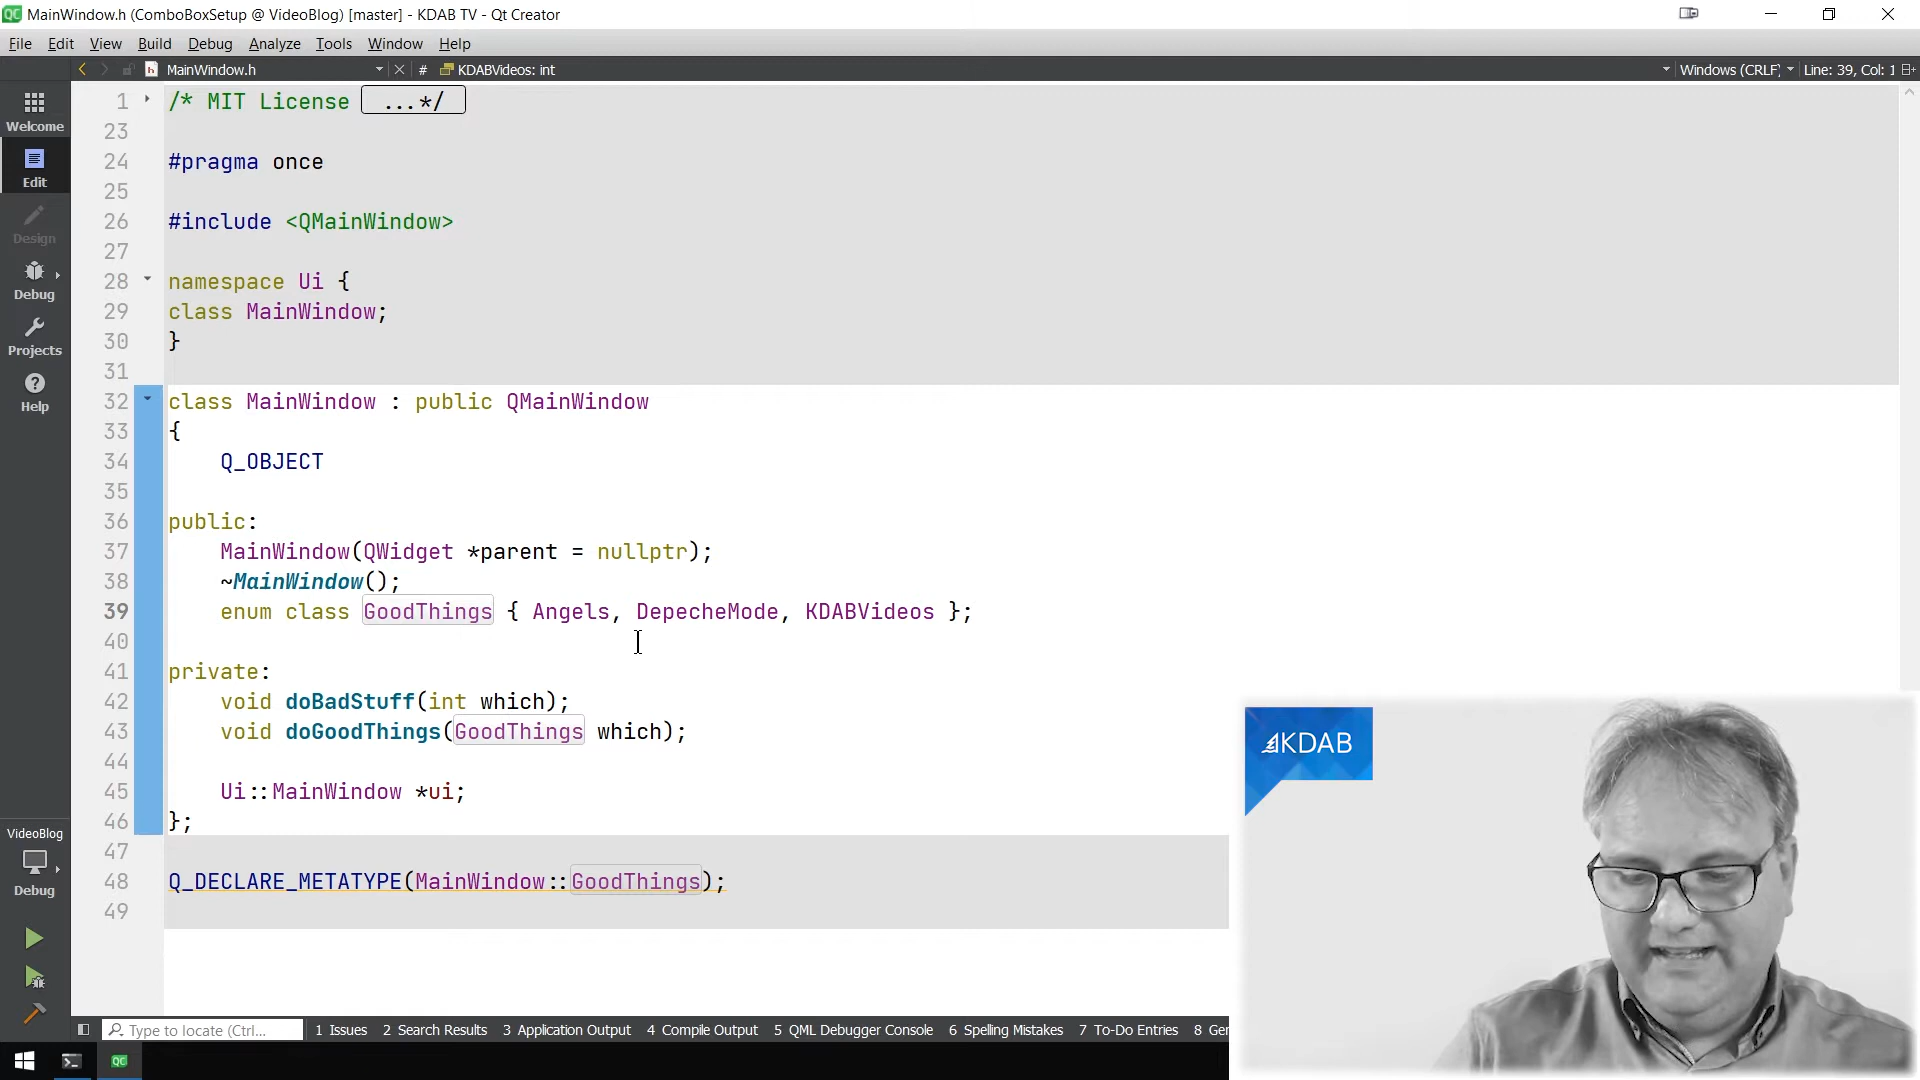 MainWindow.h (ComboBoxSetup @ VideoBlog) [master] - KDAB TV - Qt Creator
File Edit View Build Debug Analyze Tools Window Help
MainWindow.h # KDABVideos: int Windows (CRLF) Line: 39, Col: 1
Welcome
Edit
Design
Debug
Projects
Help
VideoBlog
Debug
1 /* MIT License ...*/
23
24 #pragma once
25
26 #include <QMainWindow>
27
28 namespace Ui {
29 class MainWindow;
30 }
31
32 class MainWindow : public QMainWindow
33 {
34 Q_OBJECT
35
36 public:
37 MainWindow(QWidget *parent = nullptr);
38 ~MainWindow();
39 enum class GoodThings { Angels, DepecheMode, KDABVideos };
40
41 private:
42 void doBadStuff(int which);
43 void doGoodThings(GoodThings which);
44
45 Ui::MainWindow *ui;
46 };
47
48 Q_DECLARE_METATYPE(MainWindow::GoodThings);
49
KDAB
Type to locate (Ctrl... 1 Issues 2 Search Results 3 Application Output 4 Compile Output 5 QML Debugger Console 6 Spelling Mistakes 7 To-Do Entries 8 Ger